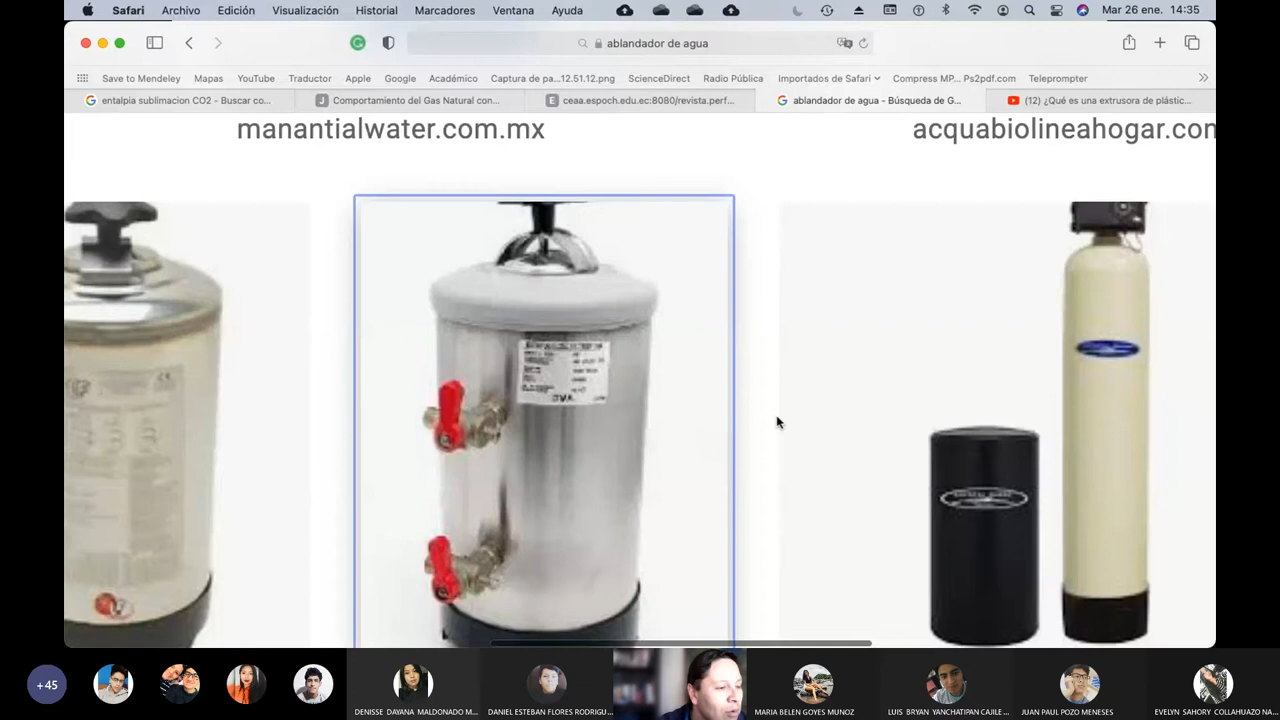 Safari Archivo Edición Visualización Historial Marcadores Ventana Ayuda Mar 26 ene. 14:35
ablandador de agua
Save to Mendeley Mapas YouTube Traductor Apple Google Académico Captura de pa...12.51.12.png ScienceDirect Radio Pública Importados de Safari Compress MP... Ps2pdf.com Teleprompter
entalpia sublimacion CO2 - Buscar co... Comportamiento del Gas Natural con... ceaa.espoch.edu.ec:8080/revista.perf... ablandador de agua - Búsqueda de G... (12) ¿Qué es una extrusora de plástic...
manantialwater.com.mx acquabiolineahogar.con
+45
DENISSE DAYANA MALDONADO M... DANIEL ESTEBAN FLORES RODRIGU... MARIA BELEN GOYES MUNOZ LUIS BRYAN YANCHATIPAN CAJILE... JUAN PAUL POZO MENESES EVELYN SAHORY COLLAHUAZO NA...